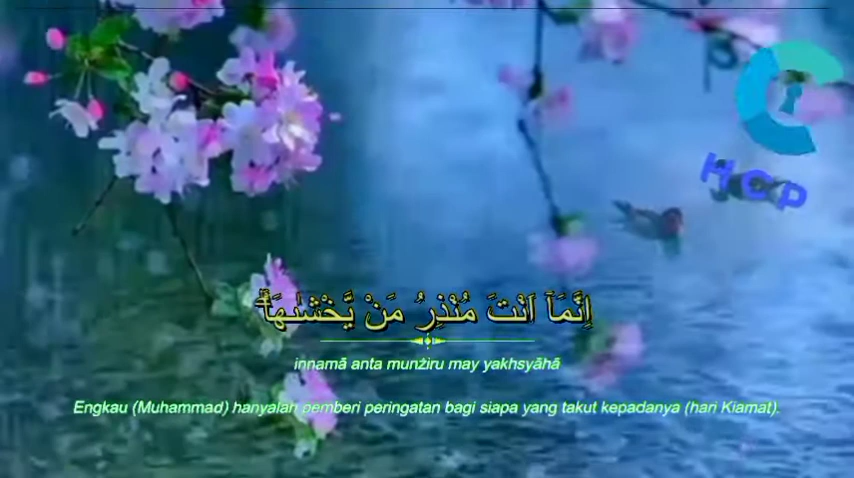 HCP
اِنَّمَآ اَنْتَ مُنْذِرُ مَنْ يَّخْشٰىهَاۗ
innamā anta munżiru may yakhsyāhā
Engkau (Muhammad) hanyalah pemberi peringatan bagi siapa yang takut kepadanya (hari Kiamat).